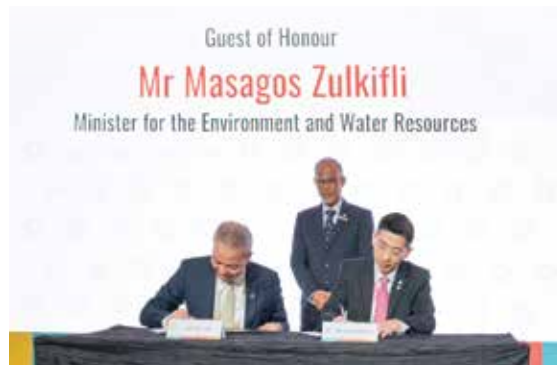 Guest of Honour
Mr Masagos Zulkifli
Minister for the Environment and Water Resources